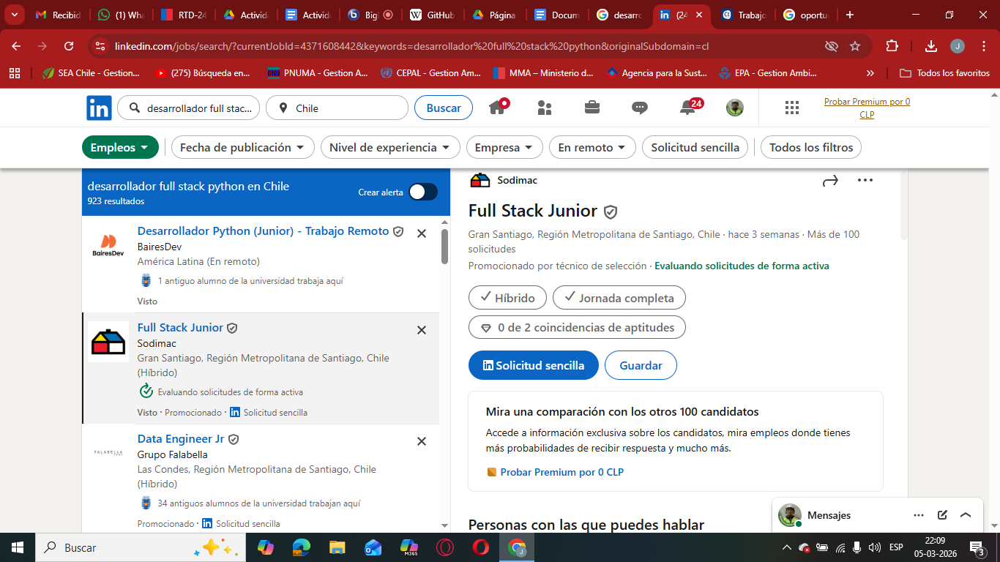 Recibid
(1) Wha
RTD-24
Activida
Activida
Bigl
GitHub
Página
Docum
desarro
(24
Trabajo
oportu
linkedin.com/jobs/search/?currentJobId=4371608442&keywords=desarrollador%20full%20stack%20python&originalSubdomain=cl
J
SEA Chile - Gestion...
(275) Búsqueda en...
PNUMA - Gestion A...
CEPAL - Gestion Am...
MMA – Ministerio d...
Agencia para la Sust...
EPA - Gestion Ambi...
»
Todos los favoritos
in
desarrollador full stac...
Chile
Buscar
24
Probar Premium por 0
CLP
Empleos
Fecha de publicación
Nivel de experiencia
Empresa
En remoto
Solicitud sencilla
Todos los filtros
desarrollador full stack python en Chile
923 resultados
Crear alerta
BairesDev
Desarrollador Python (Junior) - Trabajo Remoto
BairesDev
América Latina (En remoto)
1 antiguo alumno de la universidad trabaja aquí
Visto
Full Stack Junior
Sodimac
Gran Santiago, Región Metropolitana de Santiago, Chile
(Híbrido)
Evaluando solicitudes de forma activa
Visto · Promocionado · in Solicitud sencilla
FALABELLA
Data Engineer Jr
Grupo Falabella
Las Condes, Región Metropolitana de Santiago, Chile
(Híbrido)
34 antiguos alumnos de la universidad trabajan aquí
Promocionado · in Solicitud sencilla
Sodimac
Full Stack Junior
Gran Santiago, Región Metropolitana de Santiago, Chile · hace 3 semanas · Más de 100
solicitudes
Promocionado por técnico de selección · Evaluando solicitudes de forma activa
Híbrido
Jornada completa
0 de 2 coincidencias de aptitudes
in Solicitud sencilla
Guardar
Mira una comparación con los otros 100 candidatos
Accede a información exclusiva sobre los candidatos, mira empleos donde tienes
más probabilidades de recibir respuesta y mucho más.
Probar Premium por 0 CLP
Personas con las que puedes hablar
Mensajes
Buscar
M365
ESP
22:09
05-03-2026
3